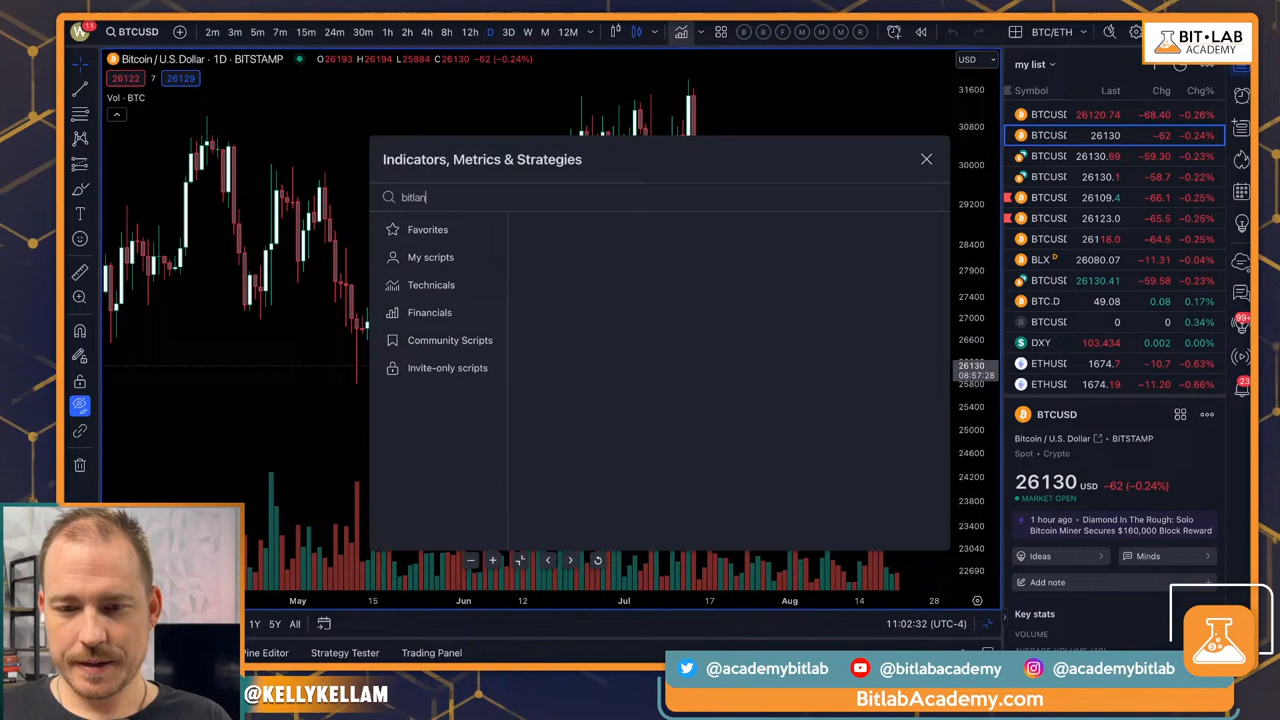 W
11
BTCUSD
2m 3m 5m 7m 15m 24m 30m 1h 2h 4h 8h 12h D 3D W M 12M
B B F M M M R
BTC/ETH
BIT•LAB
ACADEMY
Bitcoin / U.S. Dollar • 1D • BITSTAMP
O26193 H26194 L25884 C26130 −62 (−0.24%)
26122 7 26129
Vol · BTC
USD
31600
30800
30000
29200
28400
27900
27400
27000
26600
26130
08:57:28
25800
25400
25000
24600
24200
23800
23400
23040
22690
Indicators, Metrics & Strategies
bitlan
Favorites
My scripts
Technicals
Financials
Community Scripts
Invite-only scripts
May 15 Jun 12 Jul 17 Aug 14 28
1Y 5Y All
11:02:32 (UTC-4)
Pine Editor Strategy Tester Trading Panel
my list
Symbol Last Chg Chg%
BTCUSD 26120.74 −68.40 −0.26%
BTCUSD 26130 −62 −0.24%
BTCUSD 26130.69 −59.30 −0.23%
BTCUSD 26130.1 −58.7 −0.22%
BTCUSD 26109.4 −66.1 −0.25%
BTCUSD 26123.0 −65.5 −0.25%
BTCUSD 26118.0 −64.5 −0.25%
BLX D 26080.07 −11.31 −0.04%
BTCUSD 26130.41 −59.58 −0.23%
BTC.D 49.08 0.08 0.17%
BTCUSD 0 0 0.34%
DXY 103.434 0.002 0.00%
ETHUSD 1674.7 −10.7 −0.63%
ETHUSD 1674.19 −11.20 −0.66%
99+
23
BTCUSD
Bitcoin / U.S. Dollar • BITSTAMP
Spot • Crypto
26130 USD −62 (−0.24%)
MARKET OPEN
1 hour ago • Diamond In The Rough: Solo
Bitcoin Miner Secures $160,000 Block Reward
Ideas
Minds
Add note
Key stats
VOLUME
@KELLYKELLAM
@academybitlab @bitlabacademy @academybitlab
BitlabAcademy.com